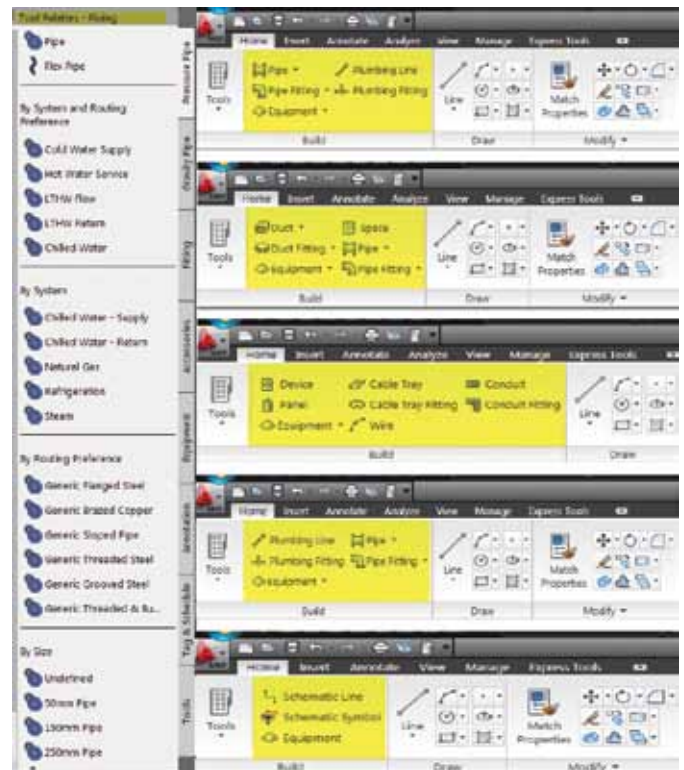 Tool Palettes - Piping
Pipe
Flex Pipe
By System and Routing
Preference
Cold Water Supply
Hot Water Service
LTHW Flow
LTHW Return
Chilled Water
By System
Chilled Water - Supply
Chilled Water - Return
Natural Gas
Refrigeration
Steam
By Routing Preference
Generic Flanged Steel
Generic Brazed Copper
Generic Sloped Pipe
Generic Threaded Steel
Generic Grooved Steel
Generic Threaded & Bu...
By Size
Undefined
50mm Pipe
150mm Pipe
250mm Pipe
Pressure Pipe
Gravity Pipe
Fitting
Accessories
Equipment
Annotation
Tag & Schedule
Tools
Home Insert Annotate Analyze View Manage Express Tools
Tools
Pipe Plumbing Line
Pipe Fitting Plumbing Fitting
Equipment
Line
Match
Properties
Build Draw Modify
Home Insert Annotate Analyze View Manage Express Tools
Tools
Duct Space
Duct Fitting Pipe
Equipment Pipe Fitting
Line
Match
Properties
Build Draw Modify
Home Insert Annotate Analyze View Manage Express Tools
Tools
Device Cable Tray Conduit
Panel Cable Tray Fitting Conduit Fitting
Equipment Wire
Line
Build Draw
Home Insert Annotate Analyze View Manage Express Tools
Tools
Plumbing Line Pipe
Plumbing Fitting Pipe Fitting
Equipment
Line
Match
Properties
Build Draw Modify
Home Insert Annotate View Manage Express Tools
Tools
Schematic Line
Schematic Symbol
Equipment
Line
Match
Properties
Build Draw Modify